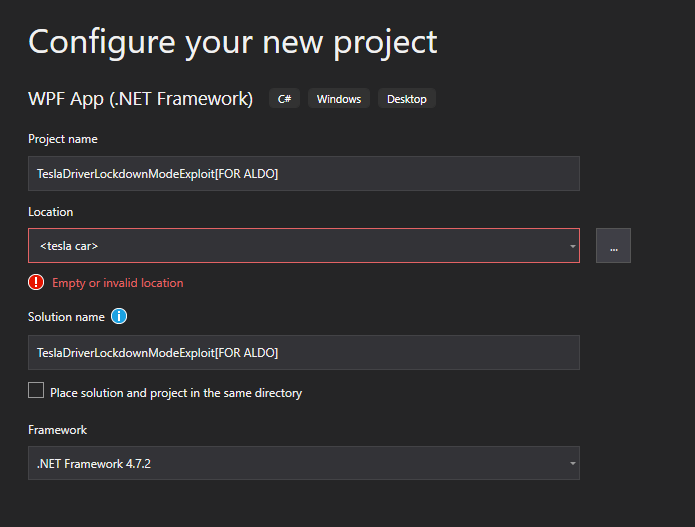 Configure your new project
WPF App (.NET Framework) C# Windows Desktop
Project name
TeslaDriverLockdownModeExploit[FOR ALDO]
Location
<tesla car> ...
Empty or invalid location
Solution name
TeslaDriverLockdownModeExploit[FOR ALDO]
Place solution and project in the same directory
Framework
.NET Framework 4.7.2